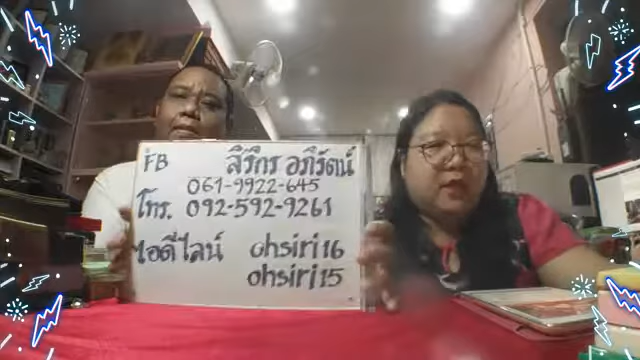 FB สิริกร อภิรัตน์
061-9922-645
โทร. 092-592-9261
ไอดีไลน์ ohsiri16
ohsiri15